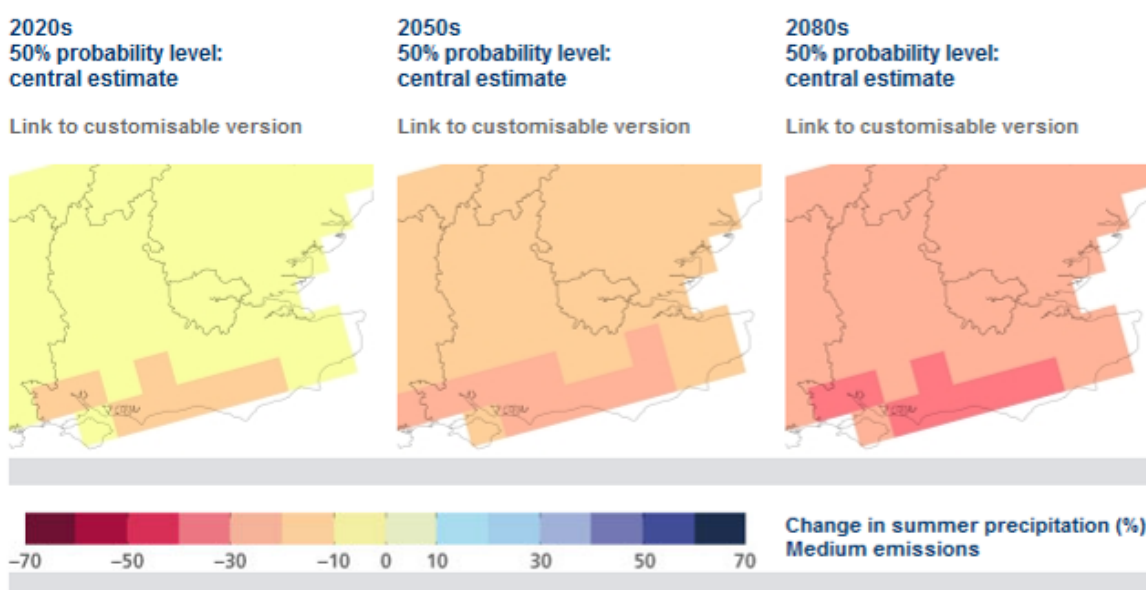 2020s
50% probability level:
central estimate
Link to customisable version
2050s
50% probability level:
central estimate
Link to customisable version
2080s
50% probability level:
central estimate
Link to customisable version
–70 –50 –30 –10 0 10 30 50 70
Change in summer precipitation (%)
Medium emissions